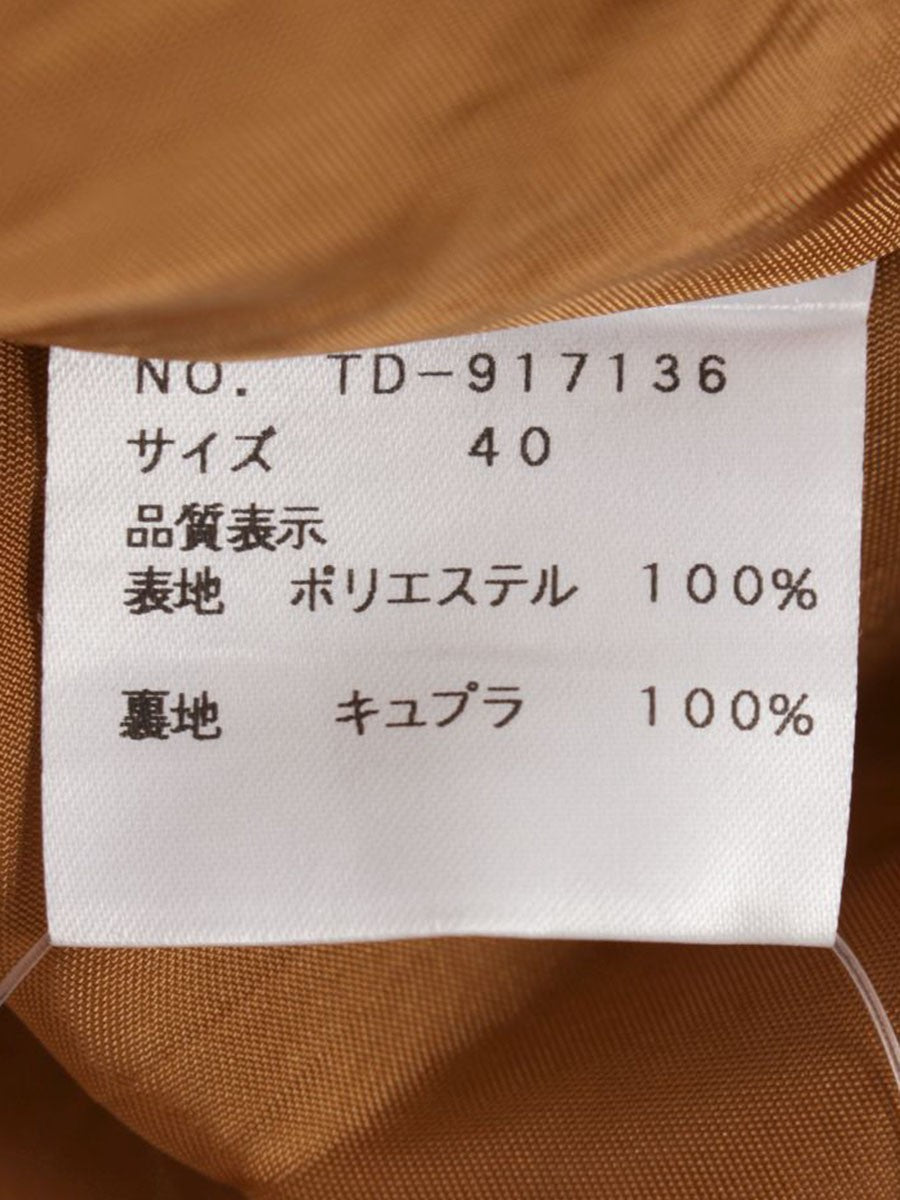 NO. TD-917136
サイズ 40
品質表示
表地 ポリエステル 100%
裏地 キュプラ 100%